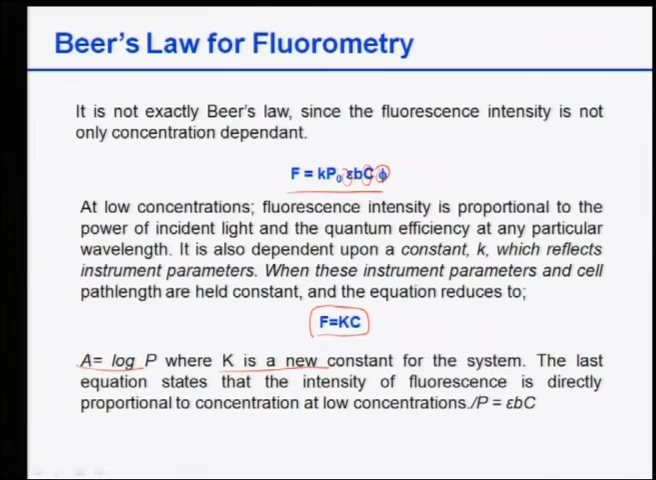 Beer's Law for Fluorometry
It is not exactly Beer's law, since the fluorescence intensity is not
only concentration dependant.
F = kP₀ εbC ϕ
At low concentrations; fluorescence intensity is proportional to the
power of incident light and the quantum efficiency at any particular
wavelength. It is also dependent upon a constant, k, which reflects
instrument parameters. When these instrument parameters and cell
pathlength are held constant, and the equation reduces to;
F=KC
A= log P where K is a new constant for the system. The last
equation states that the intensity of fluorescence is directly
proportional to concentration at low concentrations./P = εbC